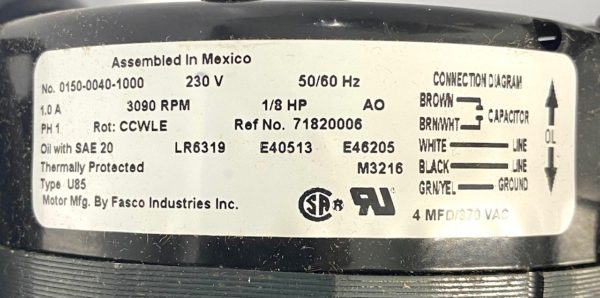 Assembled In Mexico
No. 0150-0040-1000 230 V 50/60 Hz
1.0 A 3090 RPM 1/8 HP AO
PH 1 Rot: CCWLE Ref No. 71820006
Oil with SAE 20 LR6319 E40513 E46205
Thermally Protected M3216
Type U85
Motor Mfg. By Fasco Industries Inc.
SA ® RU
CONNECTION DIAGRAM
BROWN CAPACITOR
BRN/WHT
WHITE LINE
BLACK LINE
GRN/YEL GROUND
OL
4 MFD/370 VAC